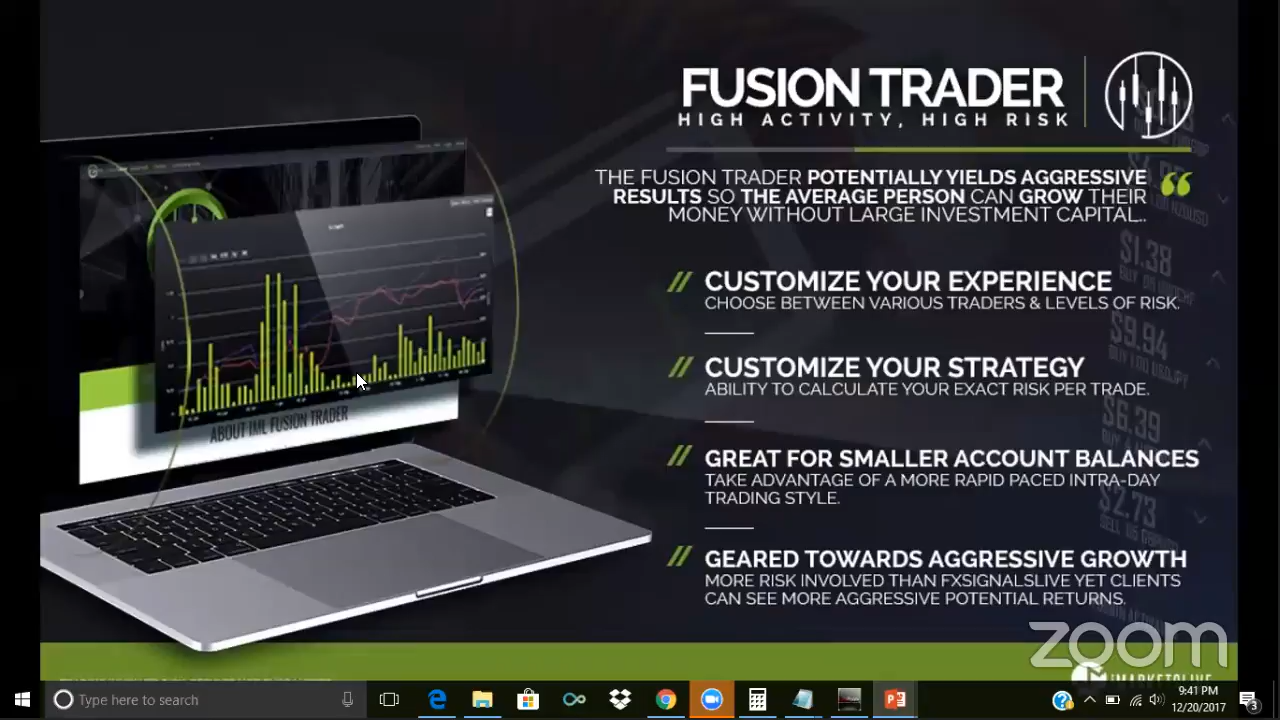 FUSION TRADER
HIGH ACTIVITY, HIGH RISK
THE FUSION TRADER POTENTIALLY YIELDS AGGRESSIVE
RESULTS SO THE AVERAGE PERSON CAN GROW THEIR
MONEY WITHOUT LARGE INVESTMENT CAPITAL..
// CUSTOMIZE YOUR EXPERIENCE
CHOOSE BETWEEN VARIOUS TRADERS & LEVELS OF RISK.
// CUSTOMIZE YOUR STRATEGY
ABILITY TO CALCULATE YOUR EXACT RISK PER TRADE.
// GREAT FOR SMALLER ACCOUNT BALANCES
TAKE ADVANTAGE OF A MORE RAPID PACED INTRA-DAY
TRADING STYLE.
// GEARED TOWARDS AGGRESSIVE GROWTH
MORE RISK INVOLVED THAN FXSIGNALSLIVE YET CLIENTS
CAN SEE MORE AGGRESSIVE POTENTIAL RETURNS.
ABOUT IML FUSION TRADER
$1.38
$9.94
BUY 1.00 USDJPY
$6.39
$2.73
zoom
Type here to search
9:41 PM
12/20/2017
3